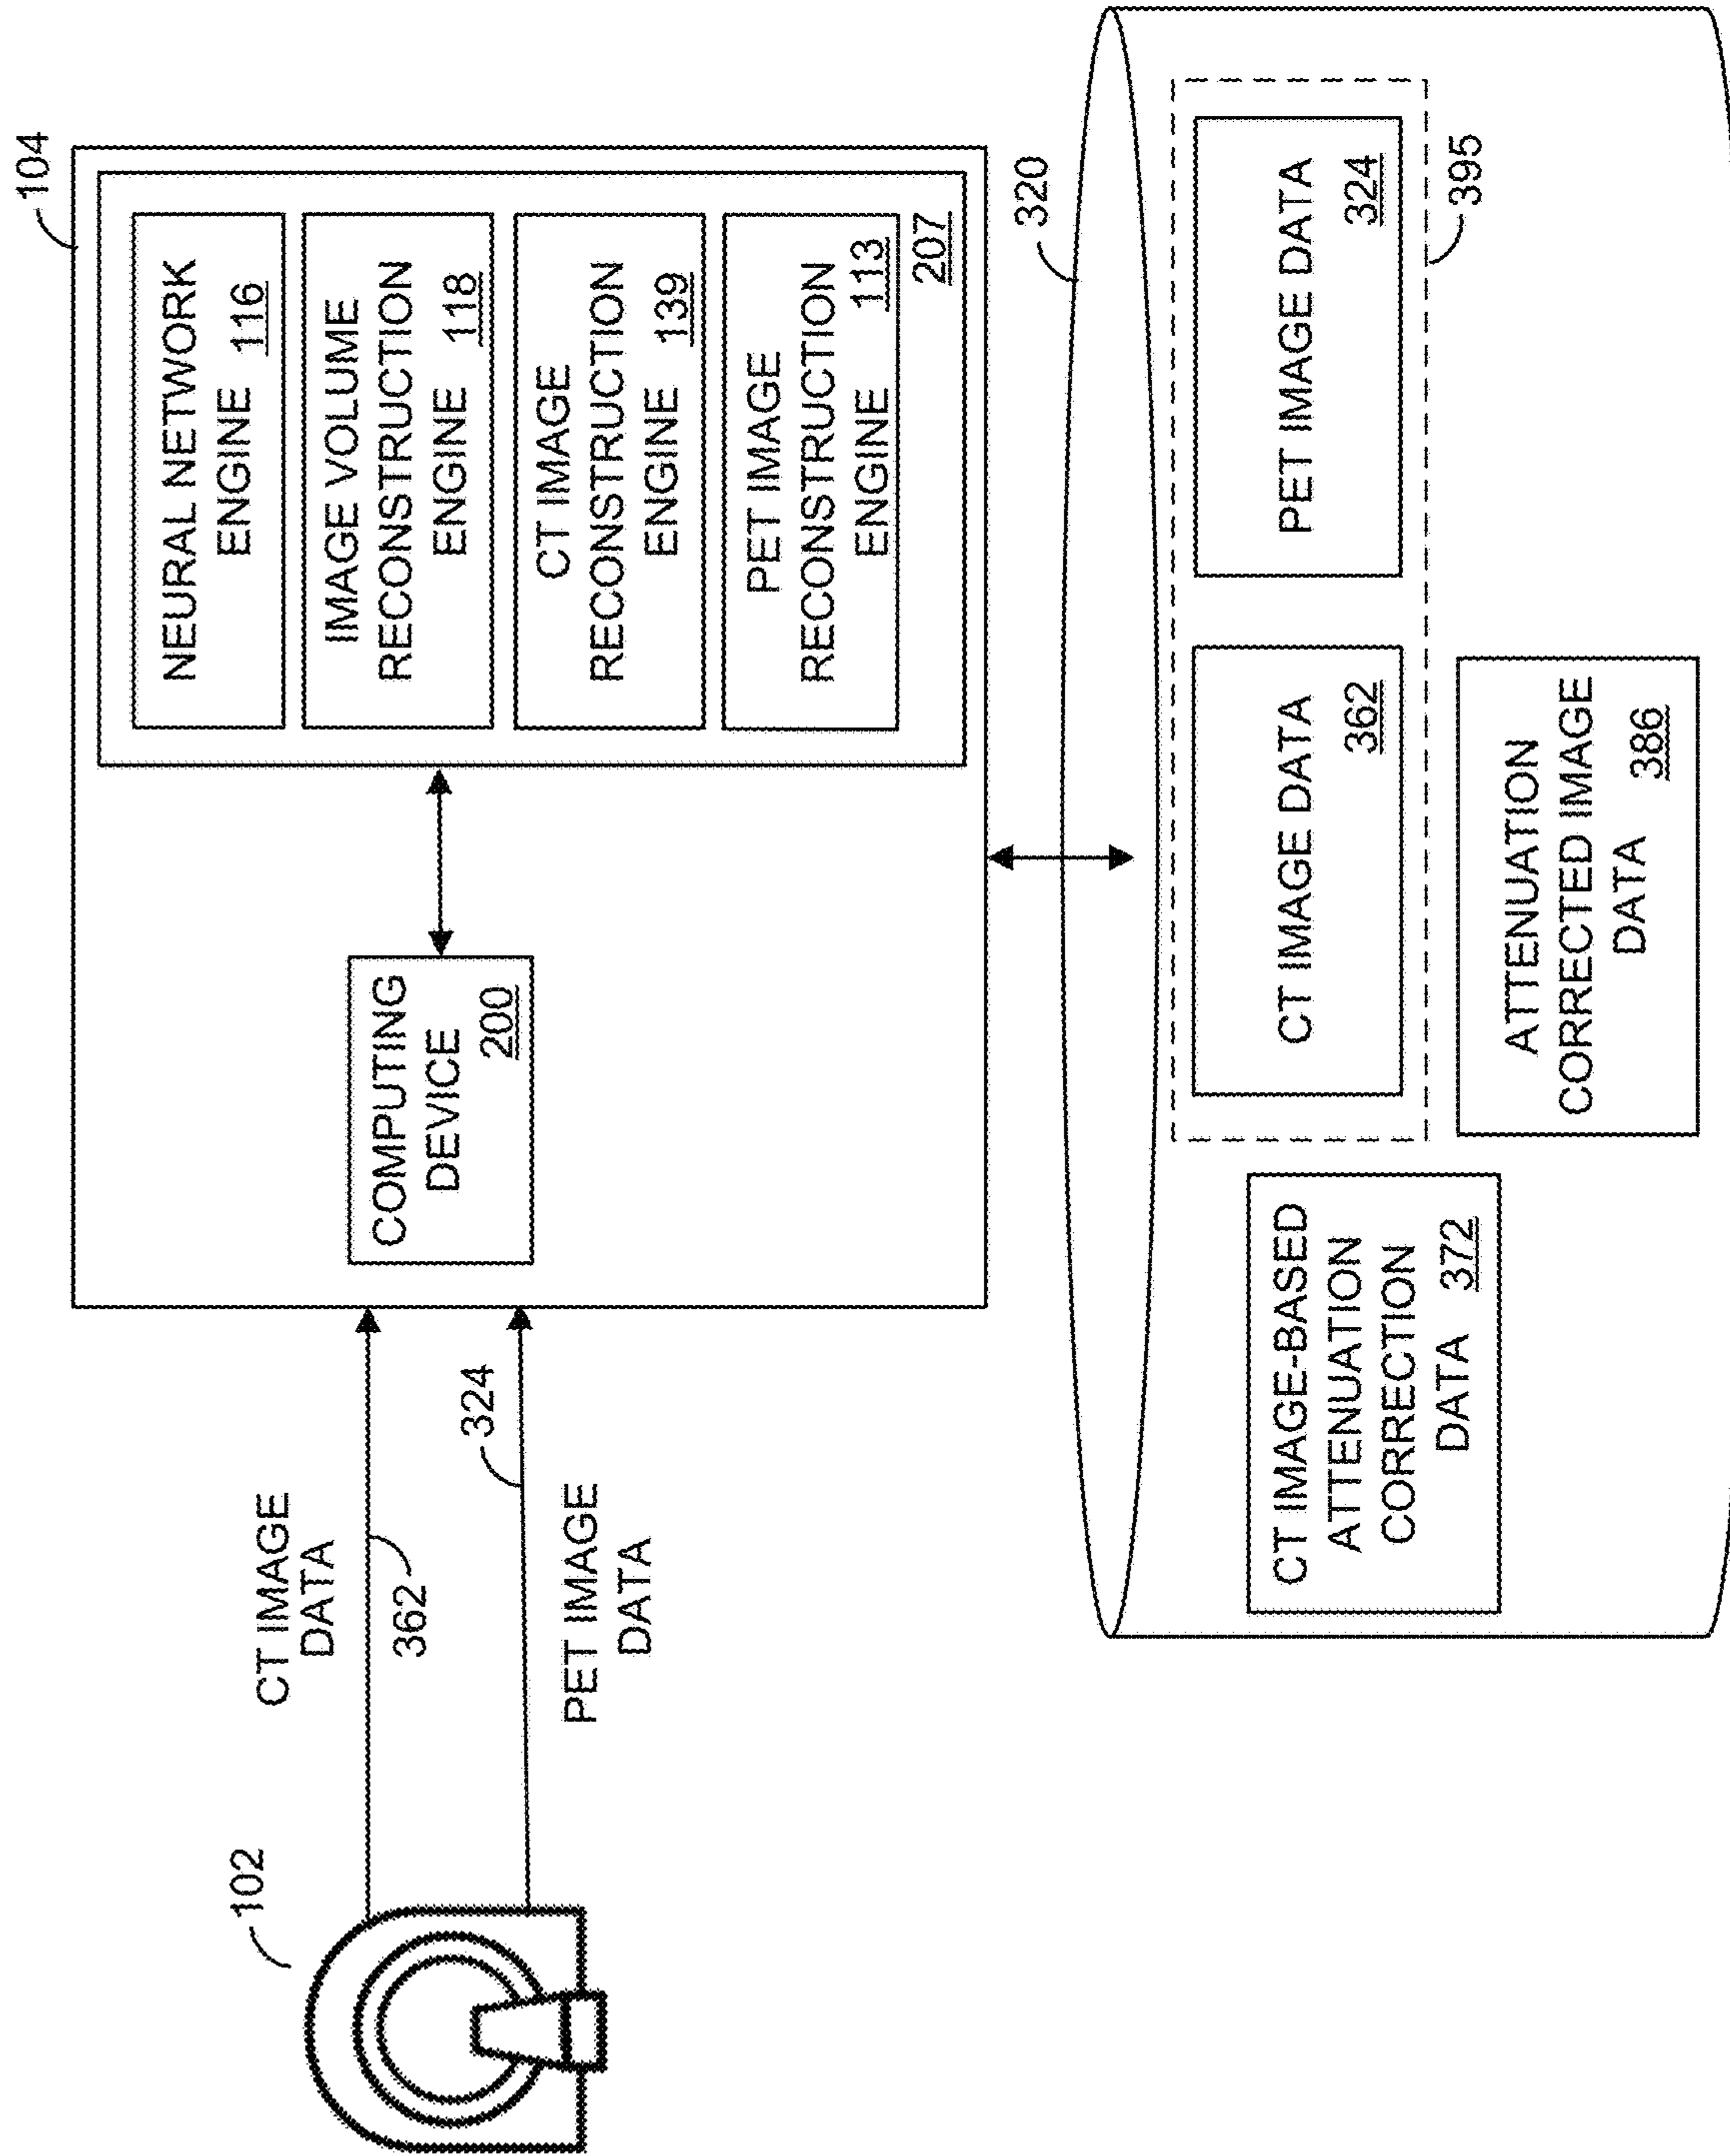 102
CT IMAGE
DATA
362
324
PET IMAGE
DATA
104
COMPUTING
DEVICE
200
NEURAL NETWORK
ENGINE 116
IMAGE VOLUME
RECONSTRUCTION
ENGINE 118
CT IMAGE
RECONSTRUCTION
ENGINE 139
PET IMAGE
RECONSTRUCTION
ENGINE 113
207
320
CT IMAGE-BASED
ATTENUATION
CORRECTION
DATA 372
CT IMAGE DATA
362
PET IMAGE DATA
324
395
ATTENUATION
CORRECTED IMAGE
DATA 386